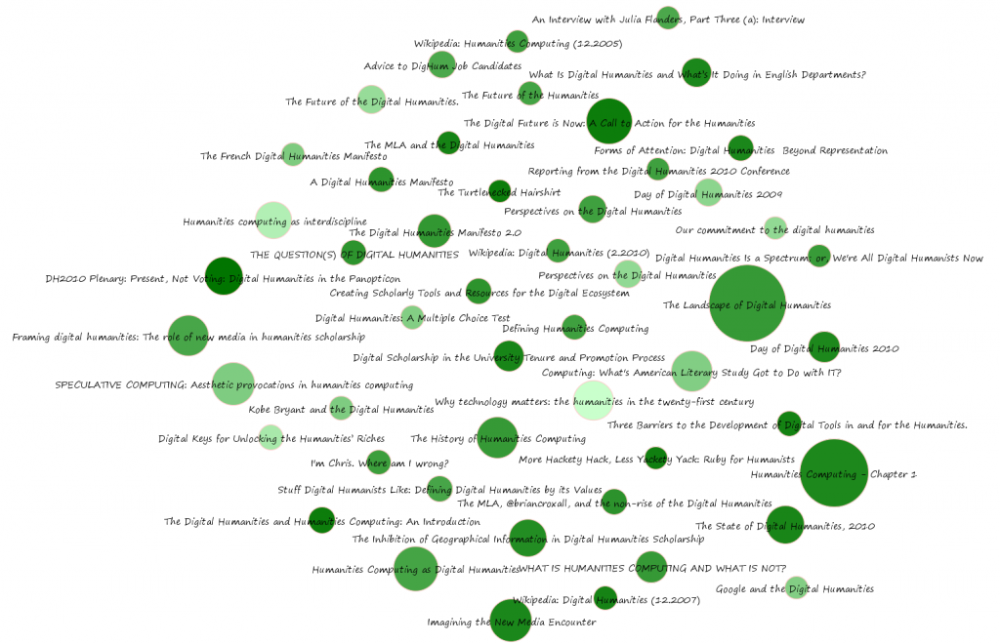 An Interview with Julia Flanders, Part Three (a): Interview
Wikipedia: Humanities Computing (12.2005)
Advice to DigHum Job Candidates
What Is Digital Humanities and What's It Doing in English Departments?
The Future of the Digital Humanities.
The Future of the Humanities
The Digital Future is Now: A Call to Action for the Humanities
The MLA and the Digital Humanities
Forms of Attention: Digital Humanities Beyond Representation
The French Digital Humanities Manifesto
Reporting from the Digital Humanities 2010 Conference
A Digital Humanities Manifesto
The Turtlenecked Hairshirt
Day of Digital Humanities 2009
Perspectives on the Digital Humanities
Humanities computing as interdiscipline
The Digital Humanities Manifesto 2.0
Our commitment to the digital humanities
THE QUESTION(S) OF DIGITAL HUMANITIES
Wikipedia: Digital Humanities (2.2010)
Digital Humanities Is a Spectrum; or, We're All Digital Humanists Now
DH2010 Plenary: Present, Not Voting: Digital Humanities in the Panopticon
Perspectives on the Digital Humanities
Creating Scholarly Tools and Resources for the Digital Ecosystem
The Landscape of Digital Humanities
Digital Humanities: A Multiple Choice Test
Defining Humanities Computing
Framing digital humanities: The role of new media in humanities scholarship
Day of Digital Humanities 2010
Digital Scholarship in the University Tenure and Promotion Process
Computing: What's American Literary Study Got to Do with IT?
SPECULATIVE COMPUTING: Aesthetic provocations in humanities computing
Why technology matters: the humanities in the twenty-first century
Kobe Bryant and the Digital Humanities
Three Barriers to the Development of Digital Tools in and for the Humanities.
Digital Keys for Unlocking the Humanities' Riches
The History of Humanities Computing
More Hackety Hack, Less Yackety Yack: Ruby for Humanists
I'm Chris. Where am I wrong?
Humanities Computing - Chapter 1
Stuff Digital Humanists Like: Defining Digital Humanities by its Values
The MLA, @briancroxall, and the non-rise of the Digital Humanities
The Digital Humanities and Humanities Computing: An Introduction
The State of Digital Humanities, 2010
The Inhibition of Geographical Information in Digital Humanities Scholarship
Humanities Computing as Digital Humanities
WHAT IS HUMANITIES COMPUTING AND WHAT IS NOT?
Google and the Digital Humanities
Wikipedia: Digital Humanities (12.2007)
Imagining the New Media Encounter